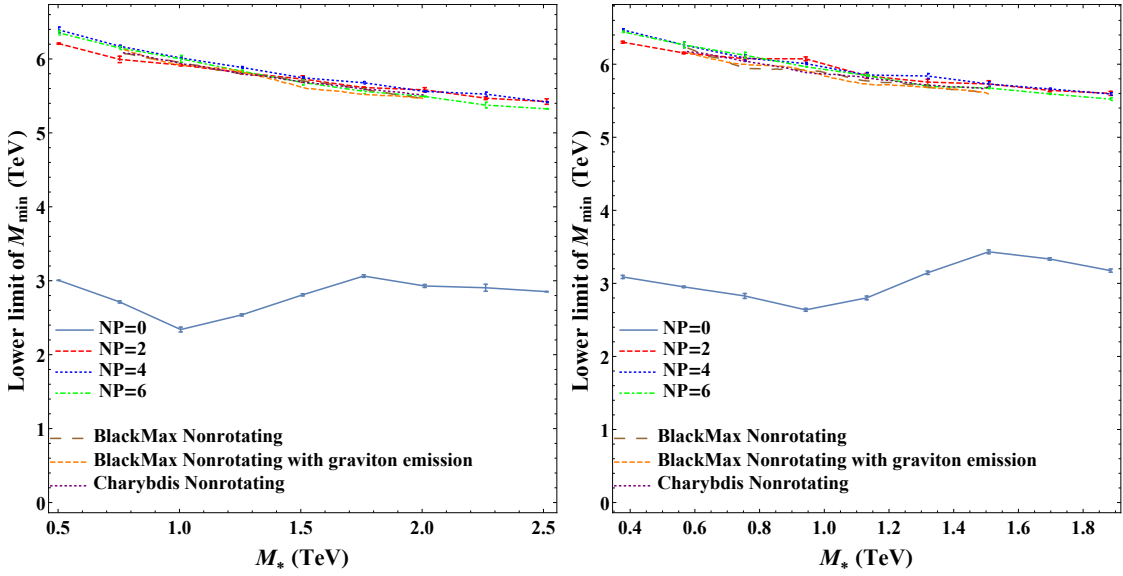 Lower limit of M_min (TeV)
6
5
4
3
2
1
0
NP=0
NP=2
NP=4
NP=6
BlackMax Nonrotating
BlackMax Nonrotating with graviton emission
Charybdis Nonrotating
0.5 1.0 1.5 2.0 2.5
M_* (TeV)
Lower limit of M_min (TeV)
6
5
4
3
2
1
0
NP=0
NP=2
NP=4
NP=6
BlackMax Nonrotating
BlackMax Nonrotating with graviton emission
Charybdis Nonrotating
0.4 0.6 0.8 1.0 1.2 1.4 1.6 1.8
M_* (TeV)